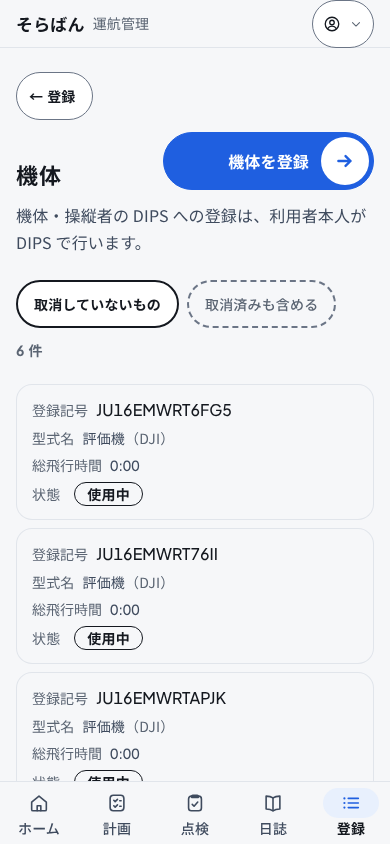 そらばん 運航管理
← 登録
機体
機体を登録 →
機体・操縦者の DIPS への登録は、利用者本人が
DIPS で行います。
取消していないもの 取消済みも含める
6 件
登録記号 JU16EMWRT6FG5
型式名 評価機（DJI）
総飛行時間 0:00
状態 使用中
登録記号 JU16EMWRT76II
型式名 評価機（DJI）
総飛行時間 0:00
状態 使用中
登録記号 JU16EMWRTAPJK
型式名 評価機（DJI）
総飛行時間 0:00
状態 使用中
ホーム 計画 点検 日誌 登録